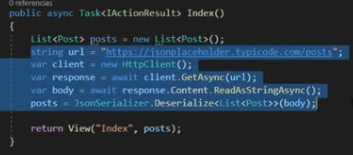 0 referencias
public async Task<IActionResult> Index()
{
List<Post> posts = new List<Post>();
string url = "https://jsonplaceholder.typicode.com/posts";
var client = new HttpClient();
var response = await client.GetAsync(url);
var body = await response.Content.ReadAsStringAsync();
posts = JsonSerializer.Deserialize<List<Post>>(body);
return View("Index", posts);
}